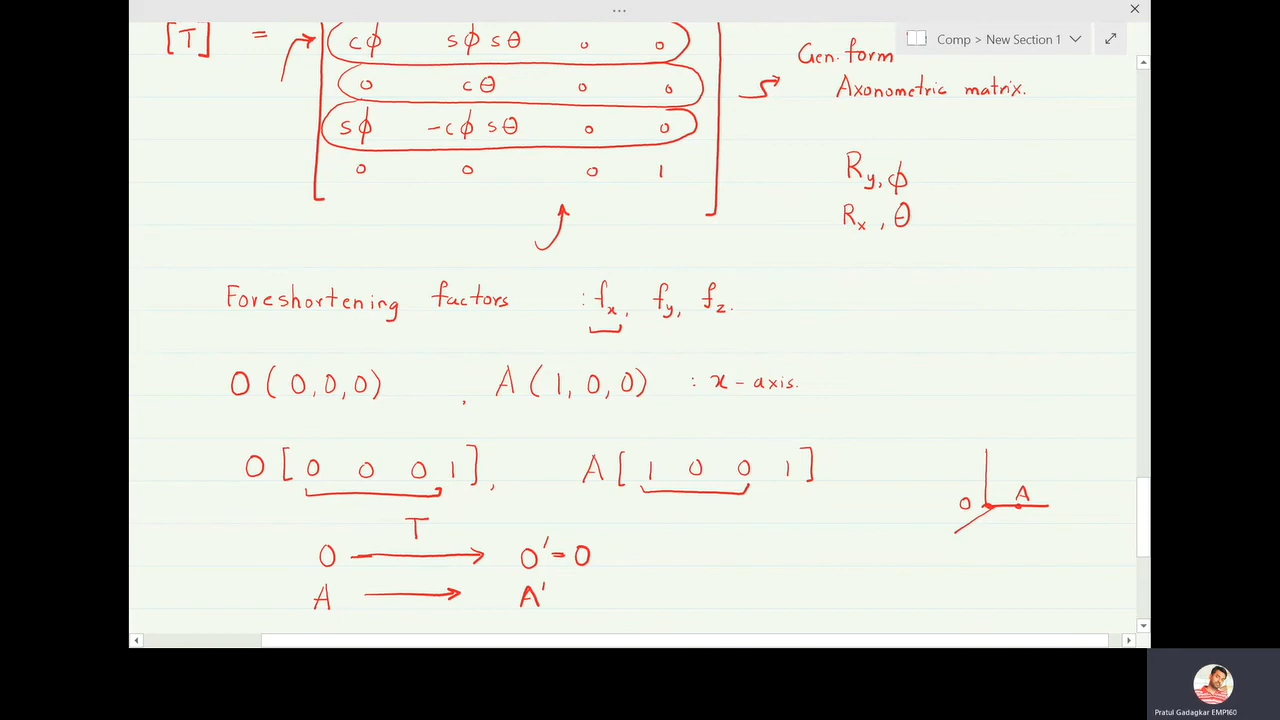 Comp > New Section 1
[T] = cϕ sϕ sθ 0 0
0 cθ 0 0
sϕ -cϕ sθ 0 0
0 0 0 1
Gen. form
Axonometric matrix.
Ry, ϕ
Rx, θ
Foreshortening factors : fx, fy, fz.
O (0,0,0) , A (1,0,0) : x-axis.
O [0 0 0 1], A [1 0 0 1]
O A
T
O → O' = O
A → A'
Pratul Gadagkar EMP160